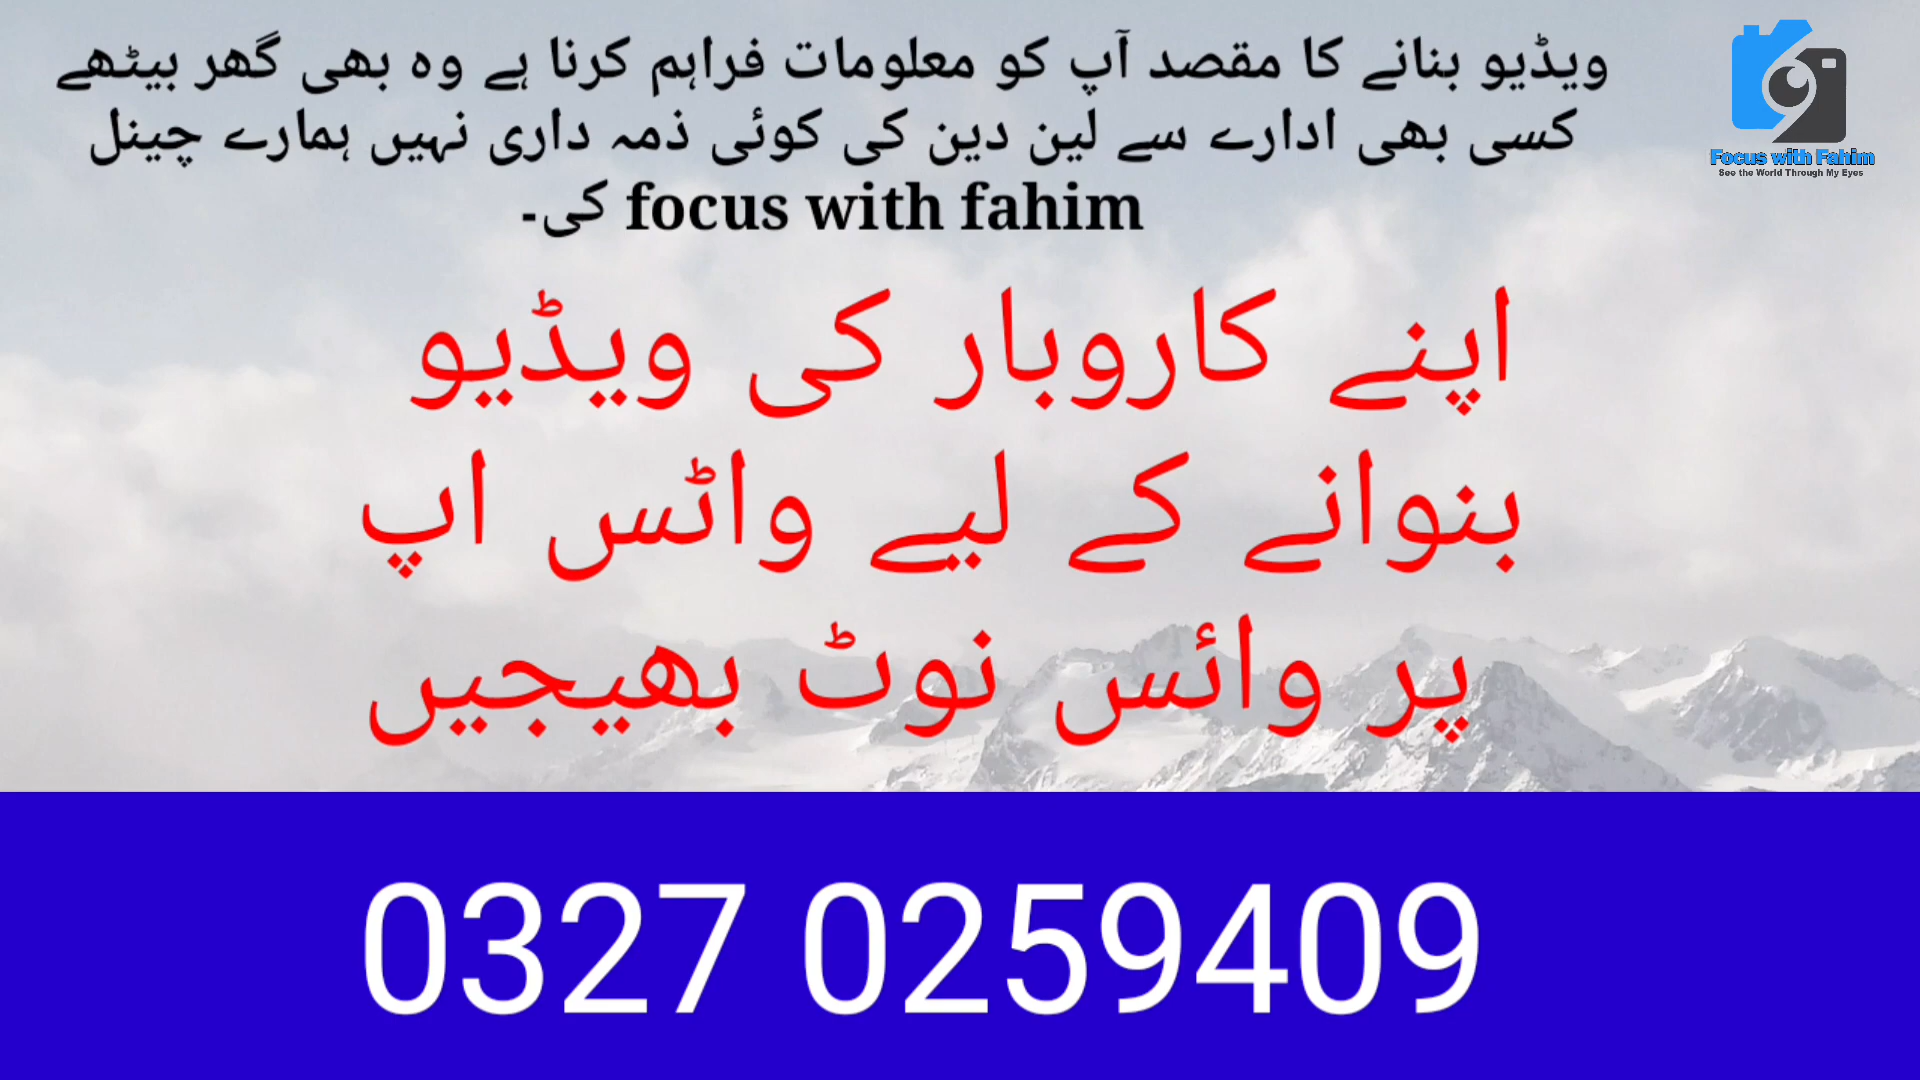 ویڈیو بنانے کا مقصد آپ کو معلومات فراہم کرنا ہے وہ بھی گھر بیٹھے
کسی بھی ادارے سے لین دین کی کوئی ذمہ داری نہیں ہمارے چینل
focus with fahim کی۔
Focus with Fahim
See the World Through My Eyes
اپنے کاروبار کی ویڈیو
بنوانے کے لیے واٹس اپ
پر وائس نوٹ بھیجیں
0327 0259409